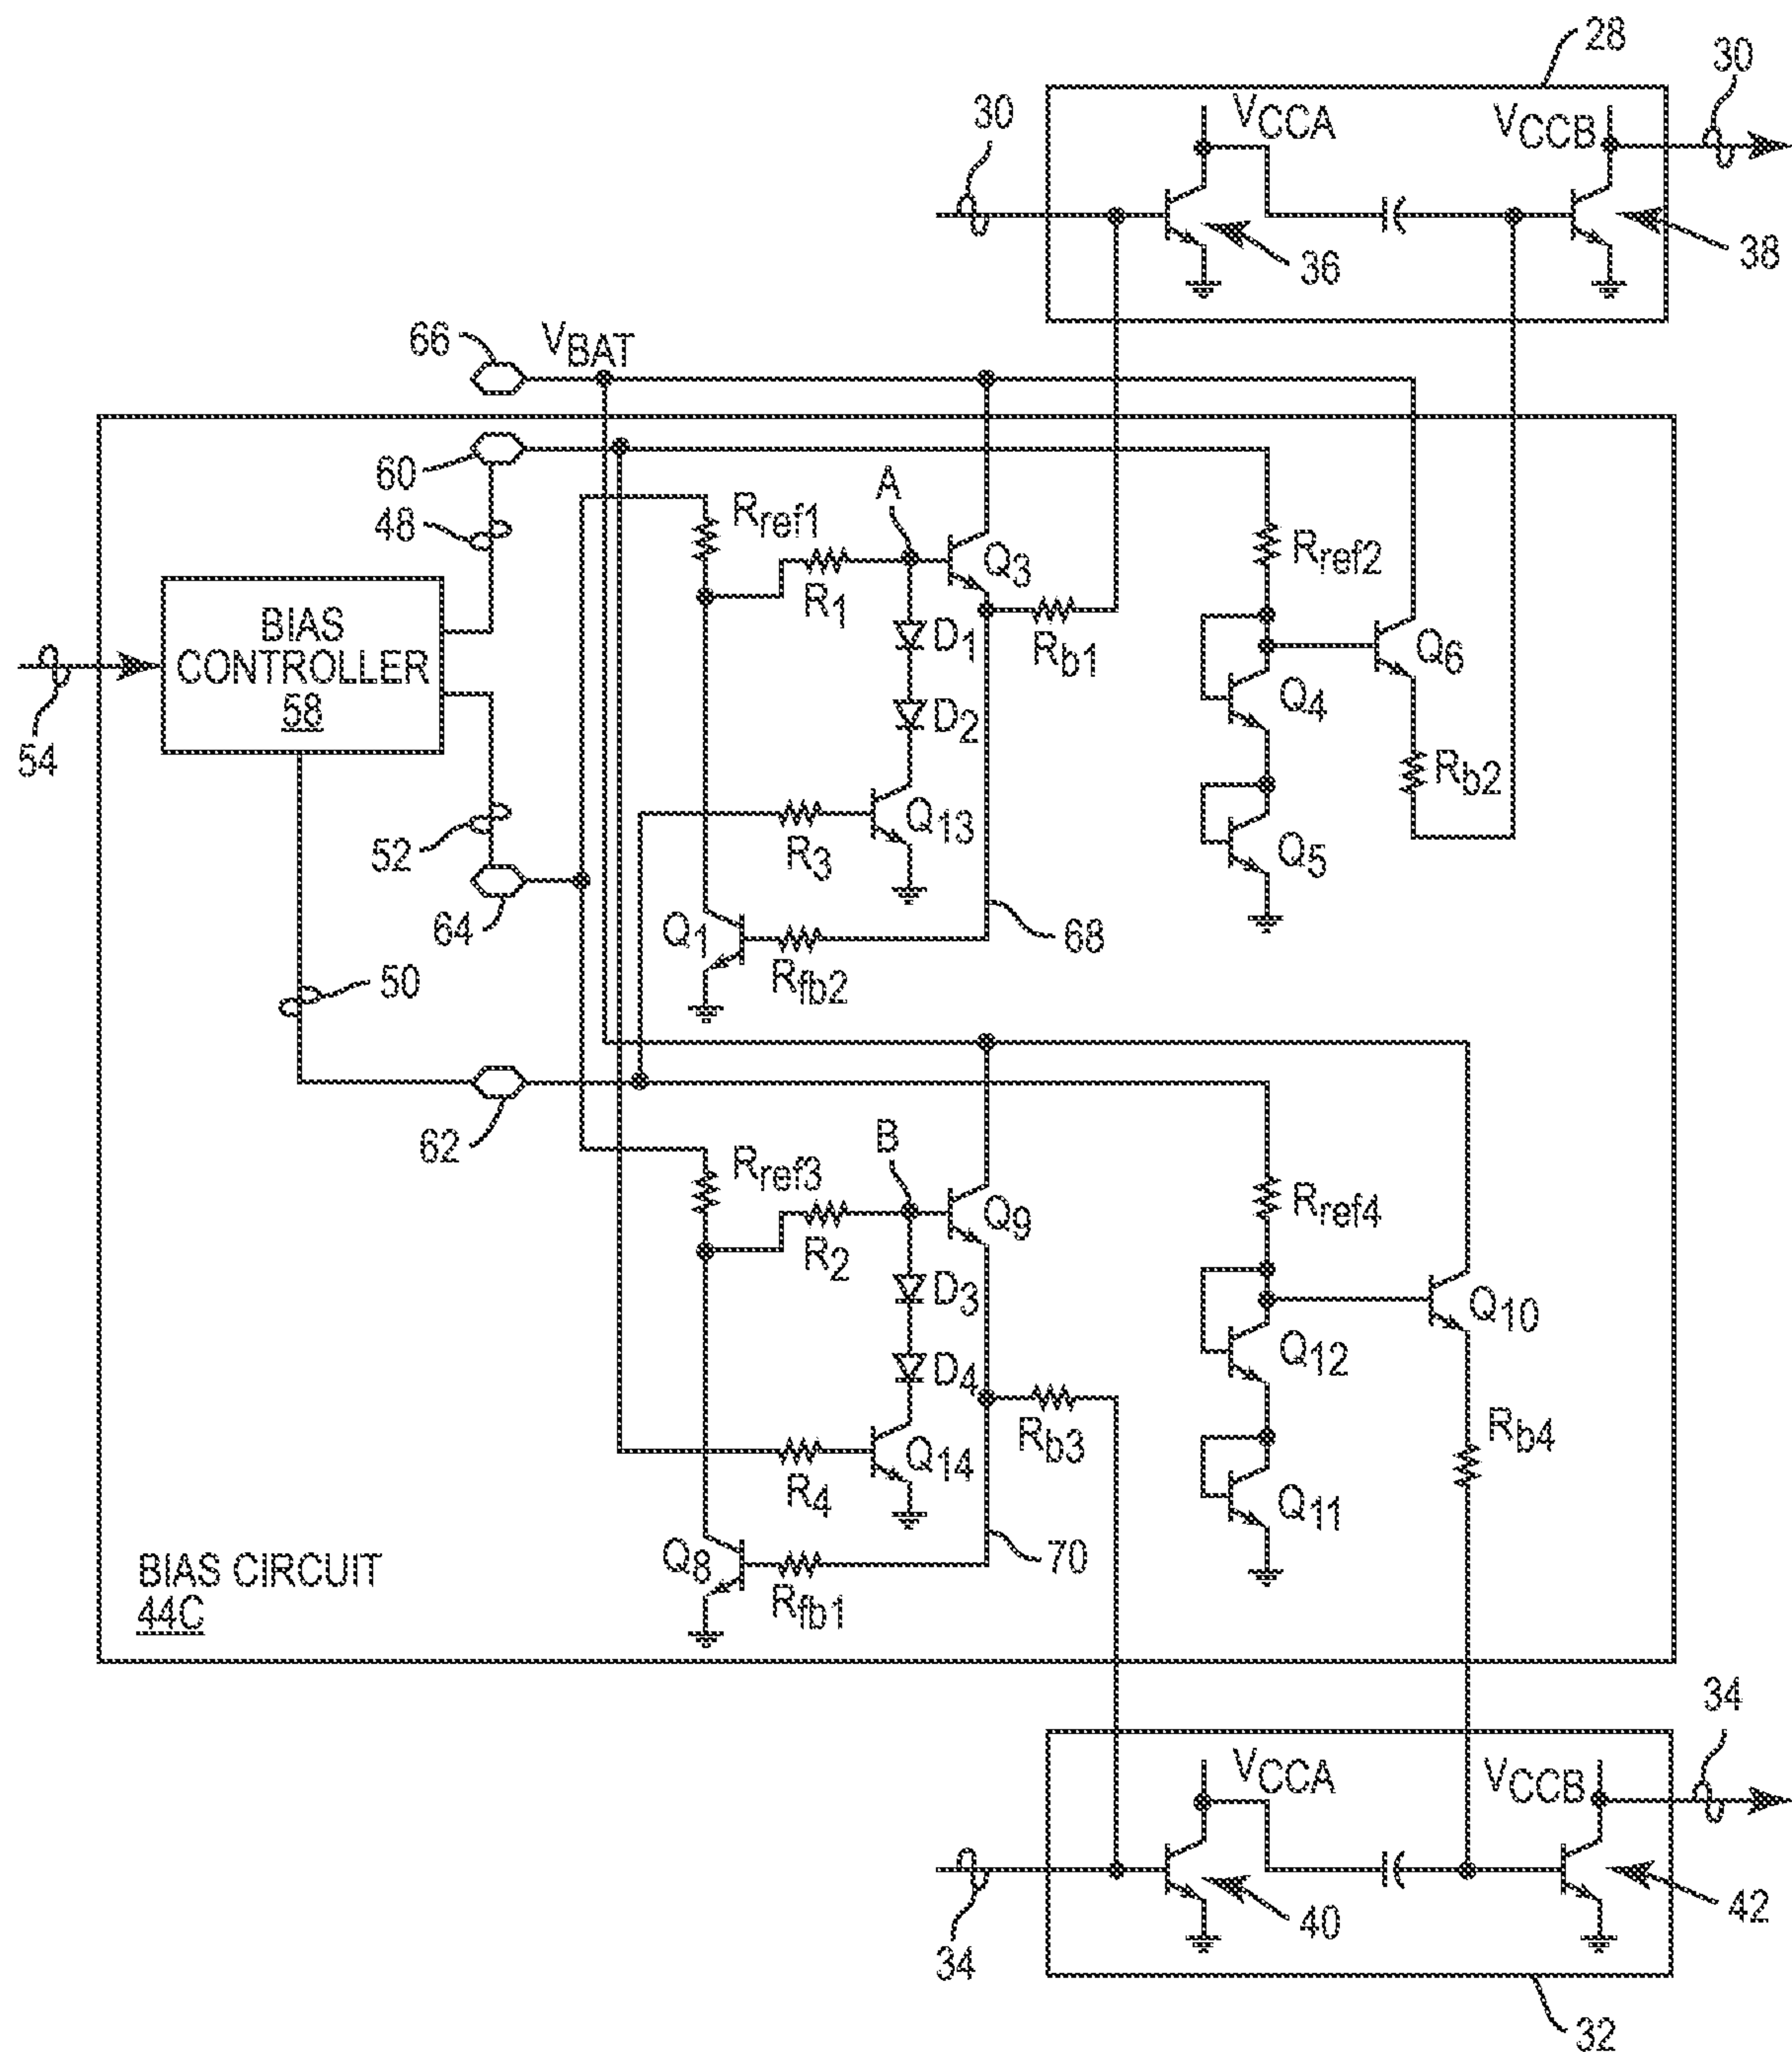 28
30
30
VCCA
VCCB
36
38
66
VBAT
60
A
Rref1
48
Q3
Rref2
R1
BIAS
CONTROLLER
58
D1
Rb1
Q6
54
D2
Q4
Rb2
Q13
52
R3
Q5
64
Q1
68
Rfb2
50
62
B
Rref3
Q9
Rref4
R2
D3
Q10
Q12
D4
Rb3
Rb4
Q14
R4
Q11
Q8
70
BIAS CIRCUIT
44C
Rfb1
34
VCCA
VCCB
34
40
42
32